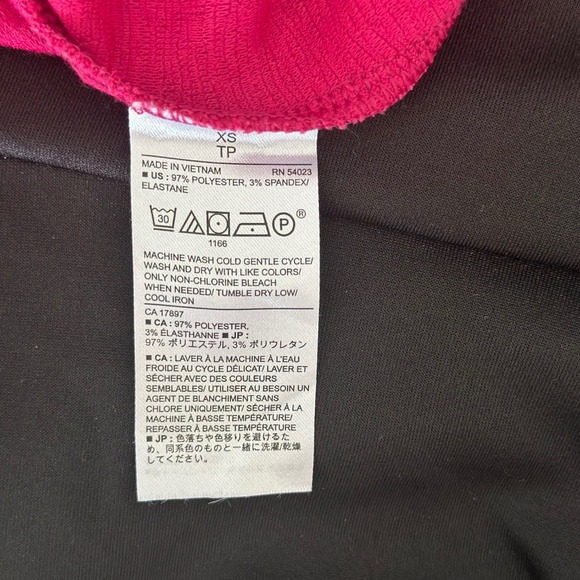 XS
TP
MADE IN VIETNAM RN 54023
■ US : 97% POLYESTER, 3% SPANDEX/
ELASTANE
30 P ®
1166
MACHINE WASH COLD GENTLE CYCLE/
WASH AND DRY WITH LIKE COLORS/
ONLY NON-CHLORINE BLEACH
WHEN NEEDED/ TUMBLE DRY LOW/
COOL IRON
CA 17897
■ CA : 97% POLYESTER,
3% ÉLASTHANNE ■ JP :
97% ポリエステル, 3% ポリウレタン
■ CA : LAVER À LA MACHINE À L'EAU
FROIDE AU CYCLE DÉLICAT/ LAVER ET
SÉCHER AVEC DES COULEURS
SEMBLABLES/ UTILISER AU BESOIN UN
AGENT DE BLANCHIMENT SANS
CHLORE UNIQUEMENT/ SÉCHER À LA
MACHINE À BASSE TEMPÉRATURE/
REPASSER À BASSE TEMPÉRATURE
■ JP : 色落ちや色移りを避けるた
め、同系色のものと一緒に洗濯/乾燥
してください。